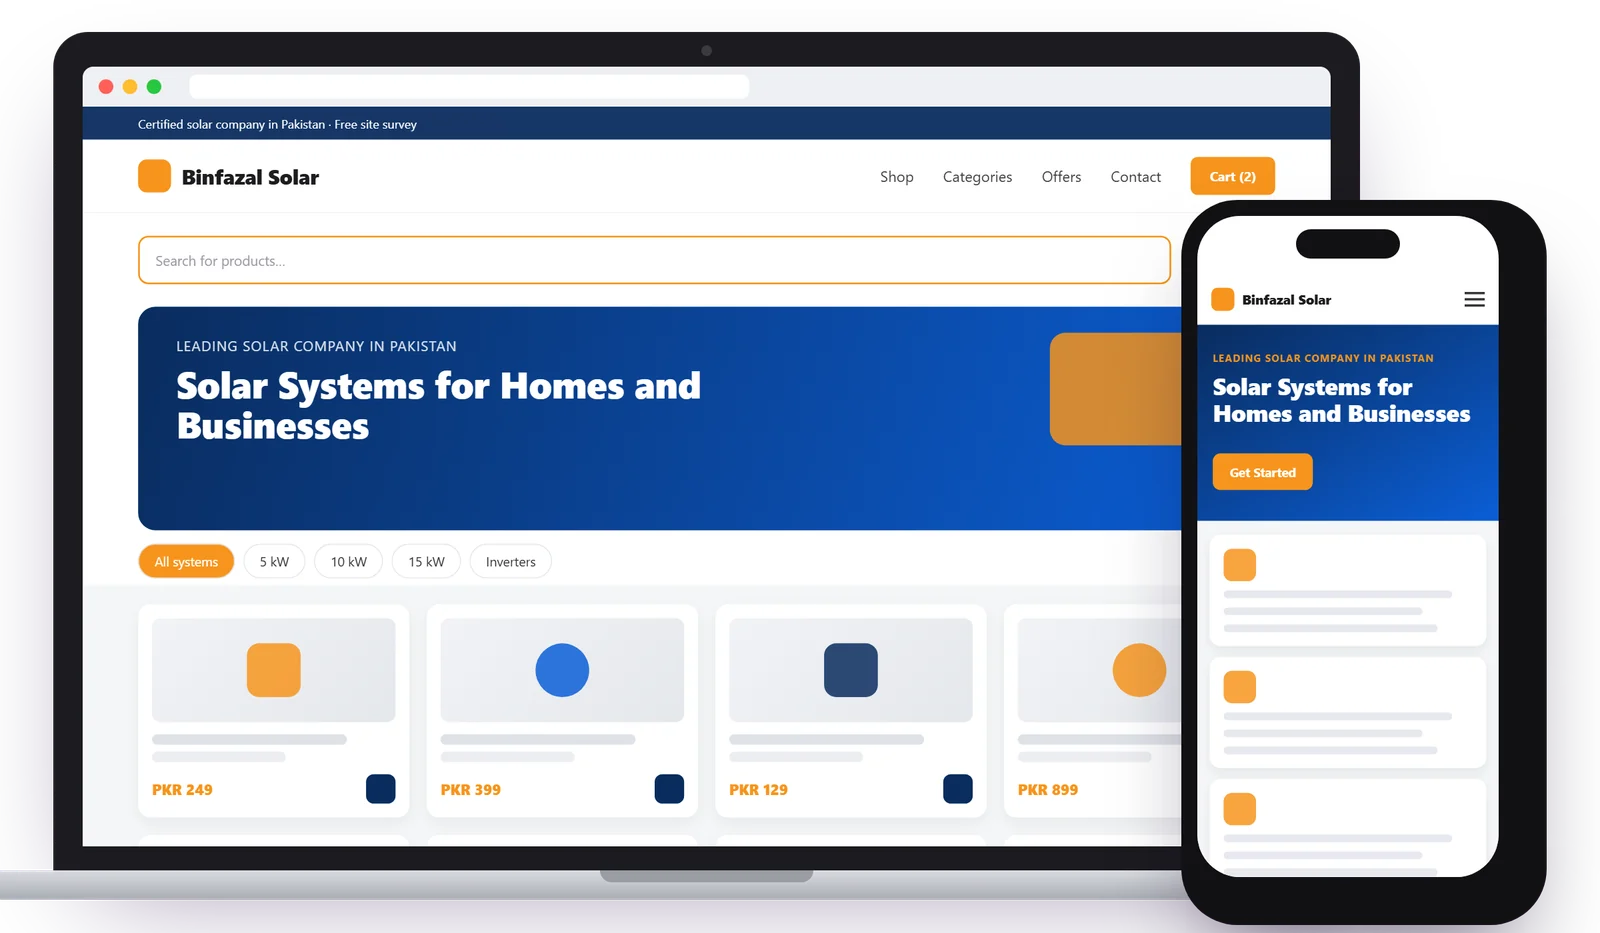 Certified solar company in Pakistan · Free site survey
Binfazal Solar
Shop
Categories
Offers
Contact
Cart (2)
Search for products...
LEADING SOLAR COMPANY IN PAKISTAN
Solar Systems for Homes and
Businesses
All systems
5 kW
10 kW
15 kW
Inverters
PKR 249
PKR 399
PKR 129
PKR 899
Binfazal Solar
LEADING SOLAR COMPANY IN PAKISTAN
Solar Systems for
Homes and Businesses
Get Started